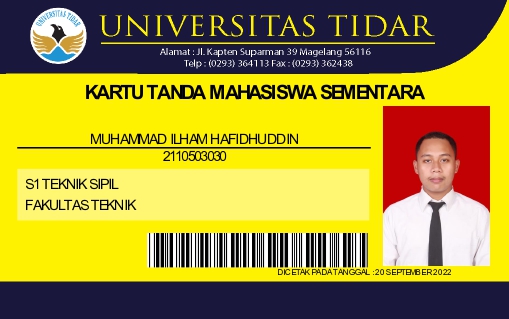 UNIVERSITAS TIDAR
UNIVERSITAS TIDAR
Alamat : Jl. Kapten Suparman 39 Magelang 56116
Telp : (0293) 364113 Fax : (0293) 362438
KARTU TANDA MAHASISWA SEMENTARA
MUHAMMAD ILHAM HAFIDHUDDIN
2110503030
S1 TEKNIK SIPIL
FAKULTAS TEKNIK
DICETAK PADA TANGGAL : 20 SEPTEMBER 2022